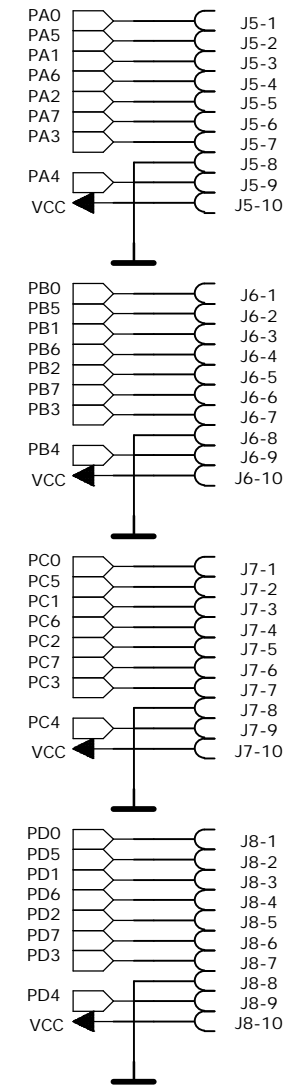 PA0 J5-1
PA5 J5-2
PA1 J5-3
PA6 J5-4
PA2 J5-5
PA7 J5-6
PA3 J5-7
J5-8
PA4 J5-9
VCC J5-10
PB0 J6-1
PB5 J6-2
PB1 J6-3
PB6 J6-4
PB2 J6-5
PB7 J6-6
PB3 J6-7
J6-8
PB4 J6-9
VCC J6-10
PC0 J7-1
PC5 J7-2
PC1 J7-3
PC6 J7-4
PC2 J7-5
PC7 J7-6
PC3 J7-7
J7-8
PC4 J7-9
VCC J7-10
PD0 J8-1
PD5 J8-2
PD1 J8-3
PD6 J8-4
PD2 J8-5
PD7 J8-6
PD3 J8-7
J8-8
PD4 J8-9
VCC J8-10